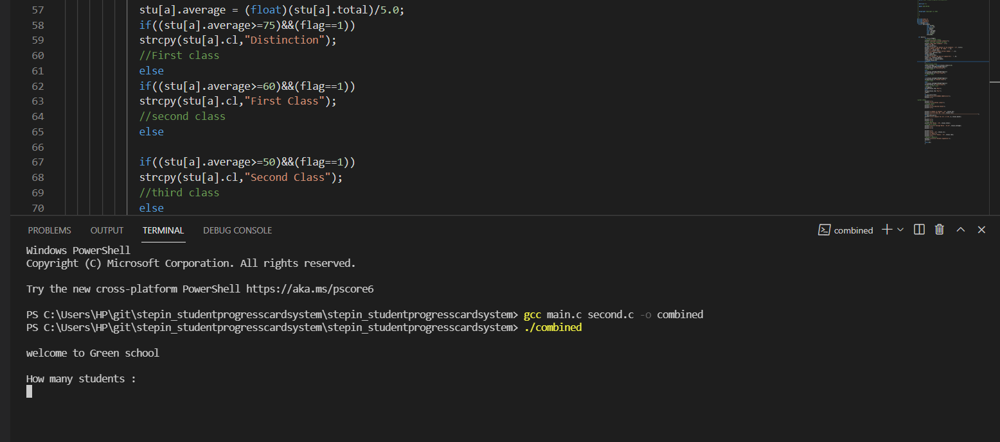 57 stu[a].average = (float)(stu[a].total)/5.0;
58 if((stu[a].average>=75)&&(flag==1))
59 strcpy(stu[a].cl,"Distinction");
60 //First class
61 else
62 if((stu[a].average>=60)&&(flag==1))
63 strcpy(stu[a].cl,"First Class");
64 //second class
65 else
66
67 if((stu[a].average>=50)&&(flag==1))
68 strcpy(stu[a].cl,"Second Class");
69 //third class
70 else
PROBLEMS OUTPUT TERMINAL DEBUG CONSOLE combined
Windows PowerShell
Copyright (C) Microsoft Corporation. All rights reserved.
Try the new cross-platform PowerShell https://aka.ms/pscore6
PS C:\Users\HP\git\stepin_studentprogresscardsystem\stepin_studentprogresscardsystem> gcc main.c second.c -o combined
PS C:\Users\HP\git\stepin_studentprogresscardsystem\stepin_studentprogresscardsystem> ./combined
welcome to Green school
How many students :